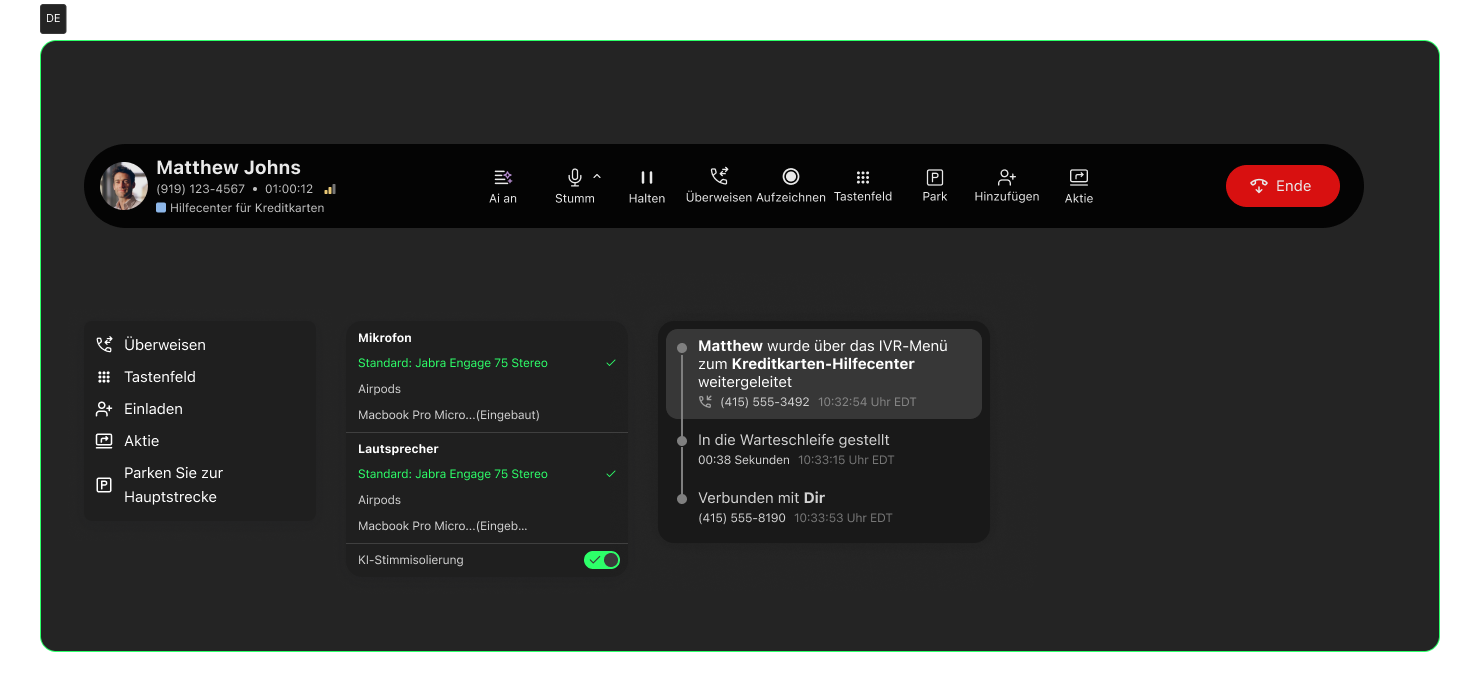 DE
Matthew Johns
(919) 123-4567 • 01:00:12
Hilfecenter für Kreditkarten
Ai an
Stumm
Halten
Überweisen
Aufzeichnen
Tastenfeld
P
Park
Hinzufügen
Aktie
Ende
Überweisen
Tastenfeld
Einladen
Aktie
P
Parken Sie zur
Hauptstrecke
Mikrofon
Standard: Jabra Engage 75 Stereo
Airpods
Macbook Pro Micro...(Eingebaut)
Lautsprecher
Standard: Jabra Engage 75 Stereo
Airpods
Macbook Pro Micro...(Eingeb...
KI-Stimmisolierung
Matthew wurde über das IVR-Menü
zum Kreditkarten-Hilfecenter
weitergeleitet
(415) 555-3492 10:32:54 Uhr EDT
In die Warteschleife gestellt
00:38 Sekunden 10:33:15 Uhr EDT
Verbunden mit Dir
(415) 555-8190 10:33:53 Uhr EDT